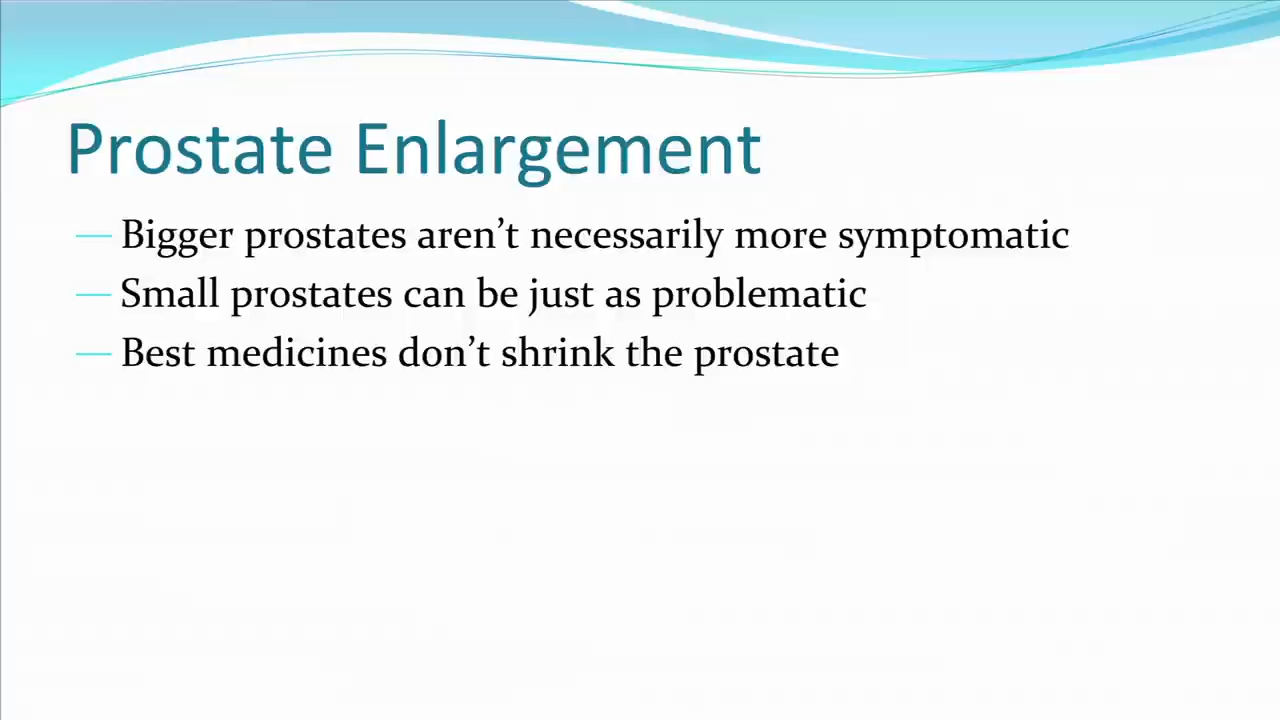 Prostate Enlargement
— Bigger prostates aren’t necessarily more symptomatic
— Small prostates can be just as problematic
— Best medicines don’t shrink the prostate